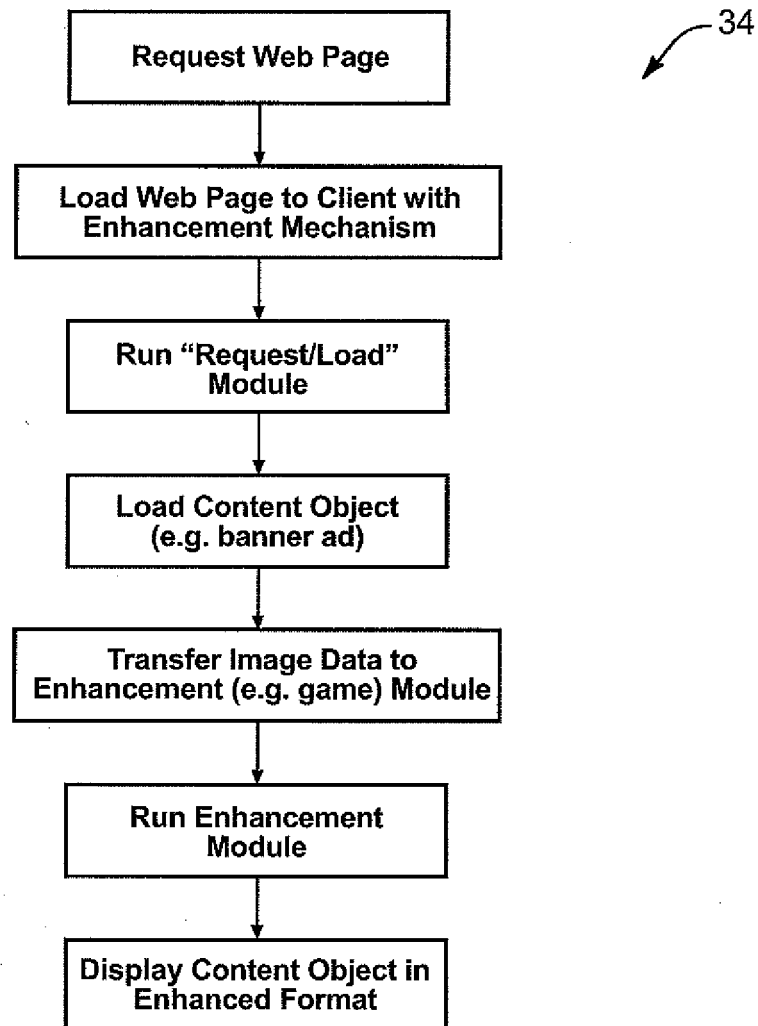 34
Request Web Page
Load Web Page to Client with
Enhancement Mechanism
Run “Request/Load”
Module
Load Content Object
(e.g. banner ad)
Transfer Image Data to
Enhancement (e.g. game) Module
Run Enhancement
Module
Display Content Object in
Enhanced Format